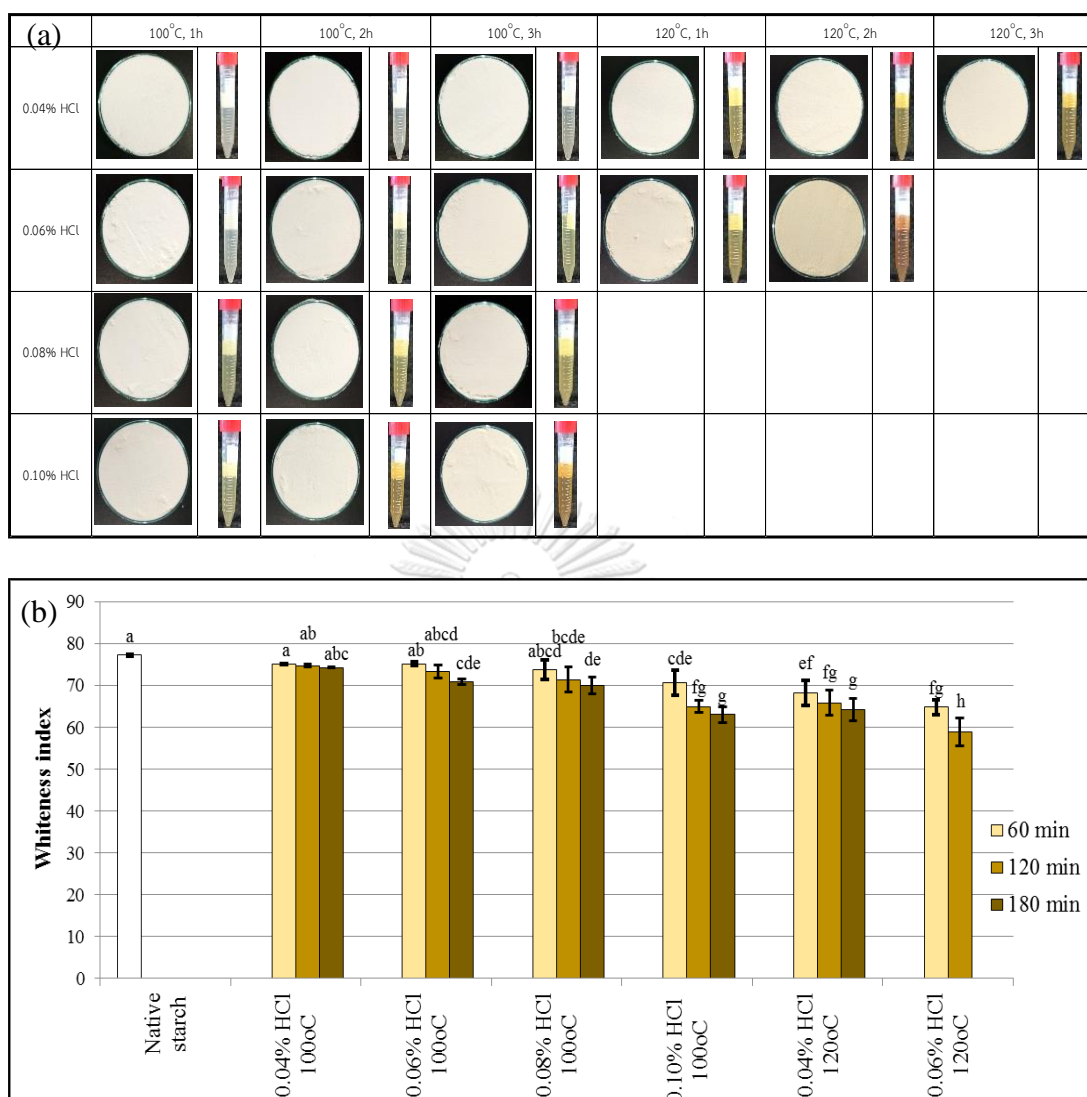 (a)
100°C, 1h 100°C, 2h 100°C, 3h 120°C, 1h 120°C, 2h 120°C, 3h
0.04% HCl
0.06% HCl
0.08% HCl
0.10% HCl
(b)
Whiteness index
90
80
70
60
50
40
30
20
10
0
a
a ab abc
ab abcd cde
abcd bcde de
cde fg g
ef fg g
fg h
60 min
120 min
180 min
Native
starch
0.04% HCl
100oC
0.06% HCl
100oC
0.08% HCl
100oC
0.10% HCl
100oC
0.04% HCl
120oC
0.06% HCl
120oC